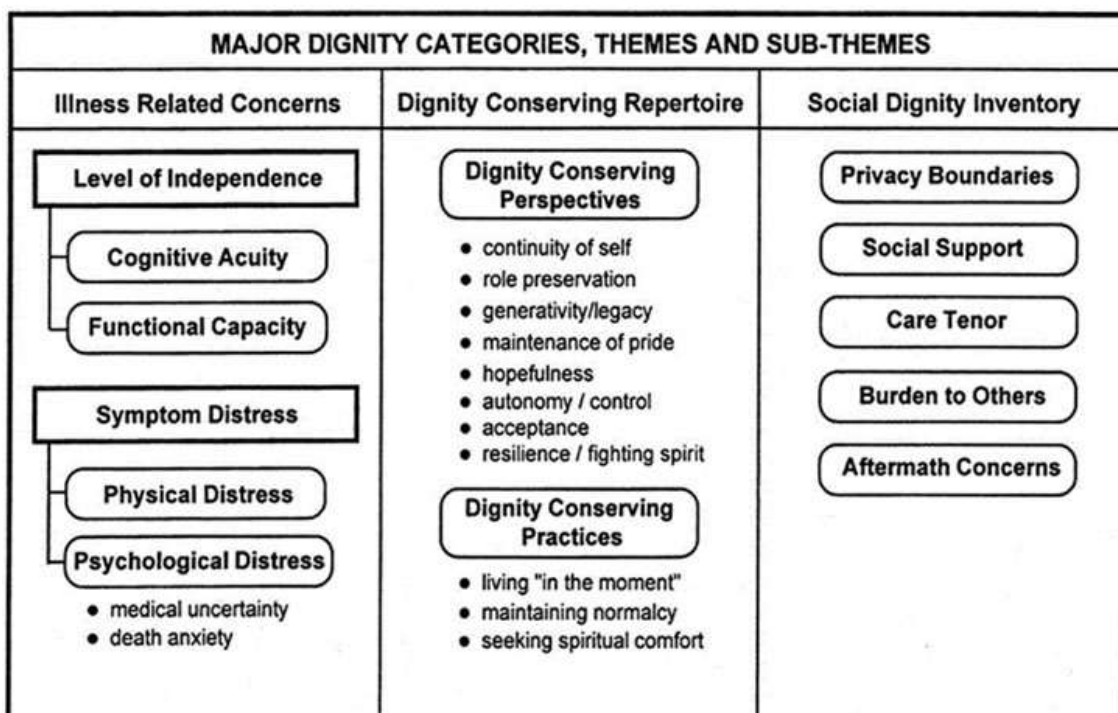 MAJOR DIGNITY CATEGORIES, THEMES AND SUB-THEMES
Illness Related Concerns
Level of Independence
Cognitive Acuity
Functional Capacity
Symptom Distress
Physical Distress
Psychological Distress
● medical uncertainty
● death anxiety
Dignity Conserving Repertoire
Dignity Conserving
Perspectives
● continuity of self
● role preservation
● generativity/legacy
● maintenance of pride
● hopefulness
● autonomy / control
● acceptance
● resilience / fighting spirit
Dignity Conserving
Practices
● living "in the moment"
● maintaining normalcy
● seeking spiritual comfort
Social Dignity Inventory
Privacy Boundaries
Social Support
Care Tenor
Burden to Others
Aftermath Concerns